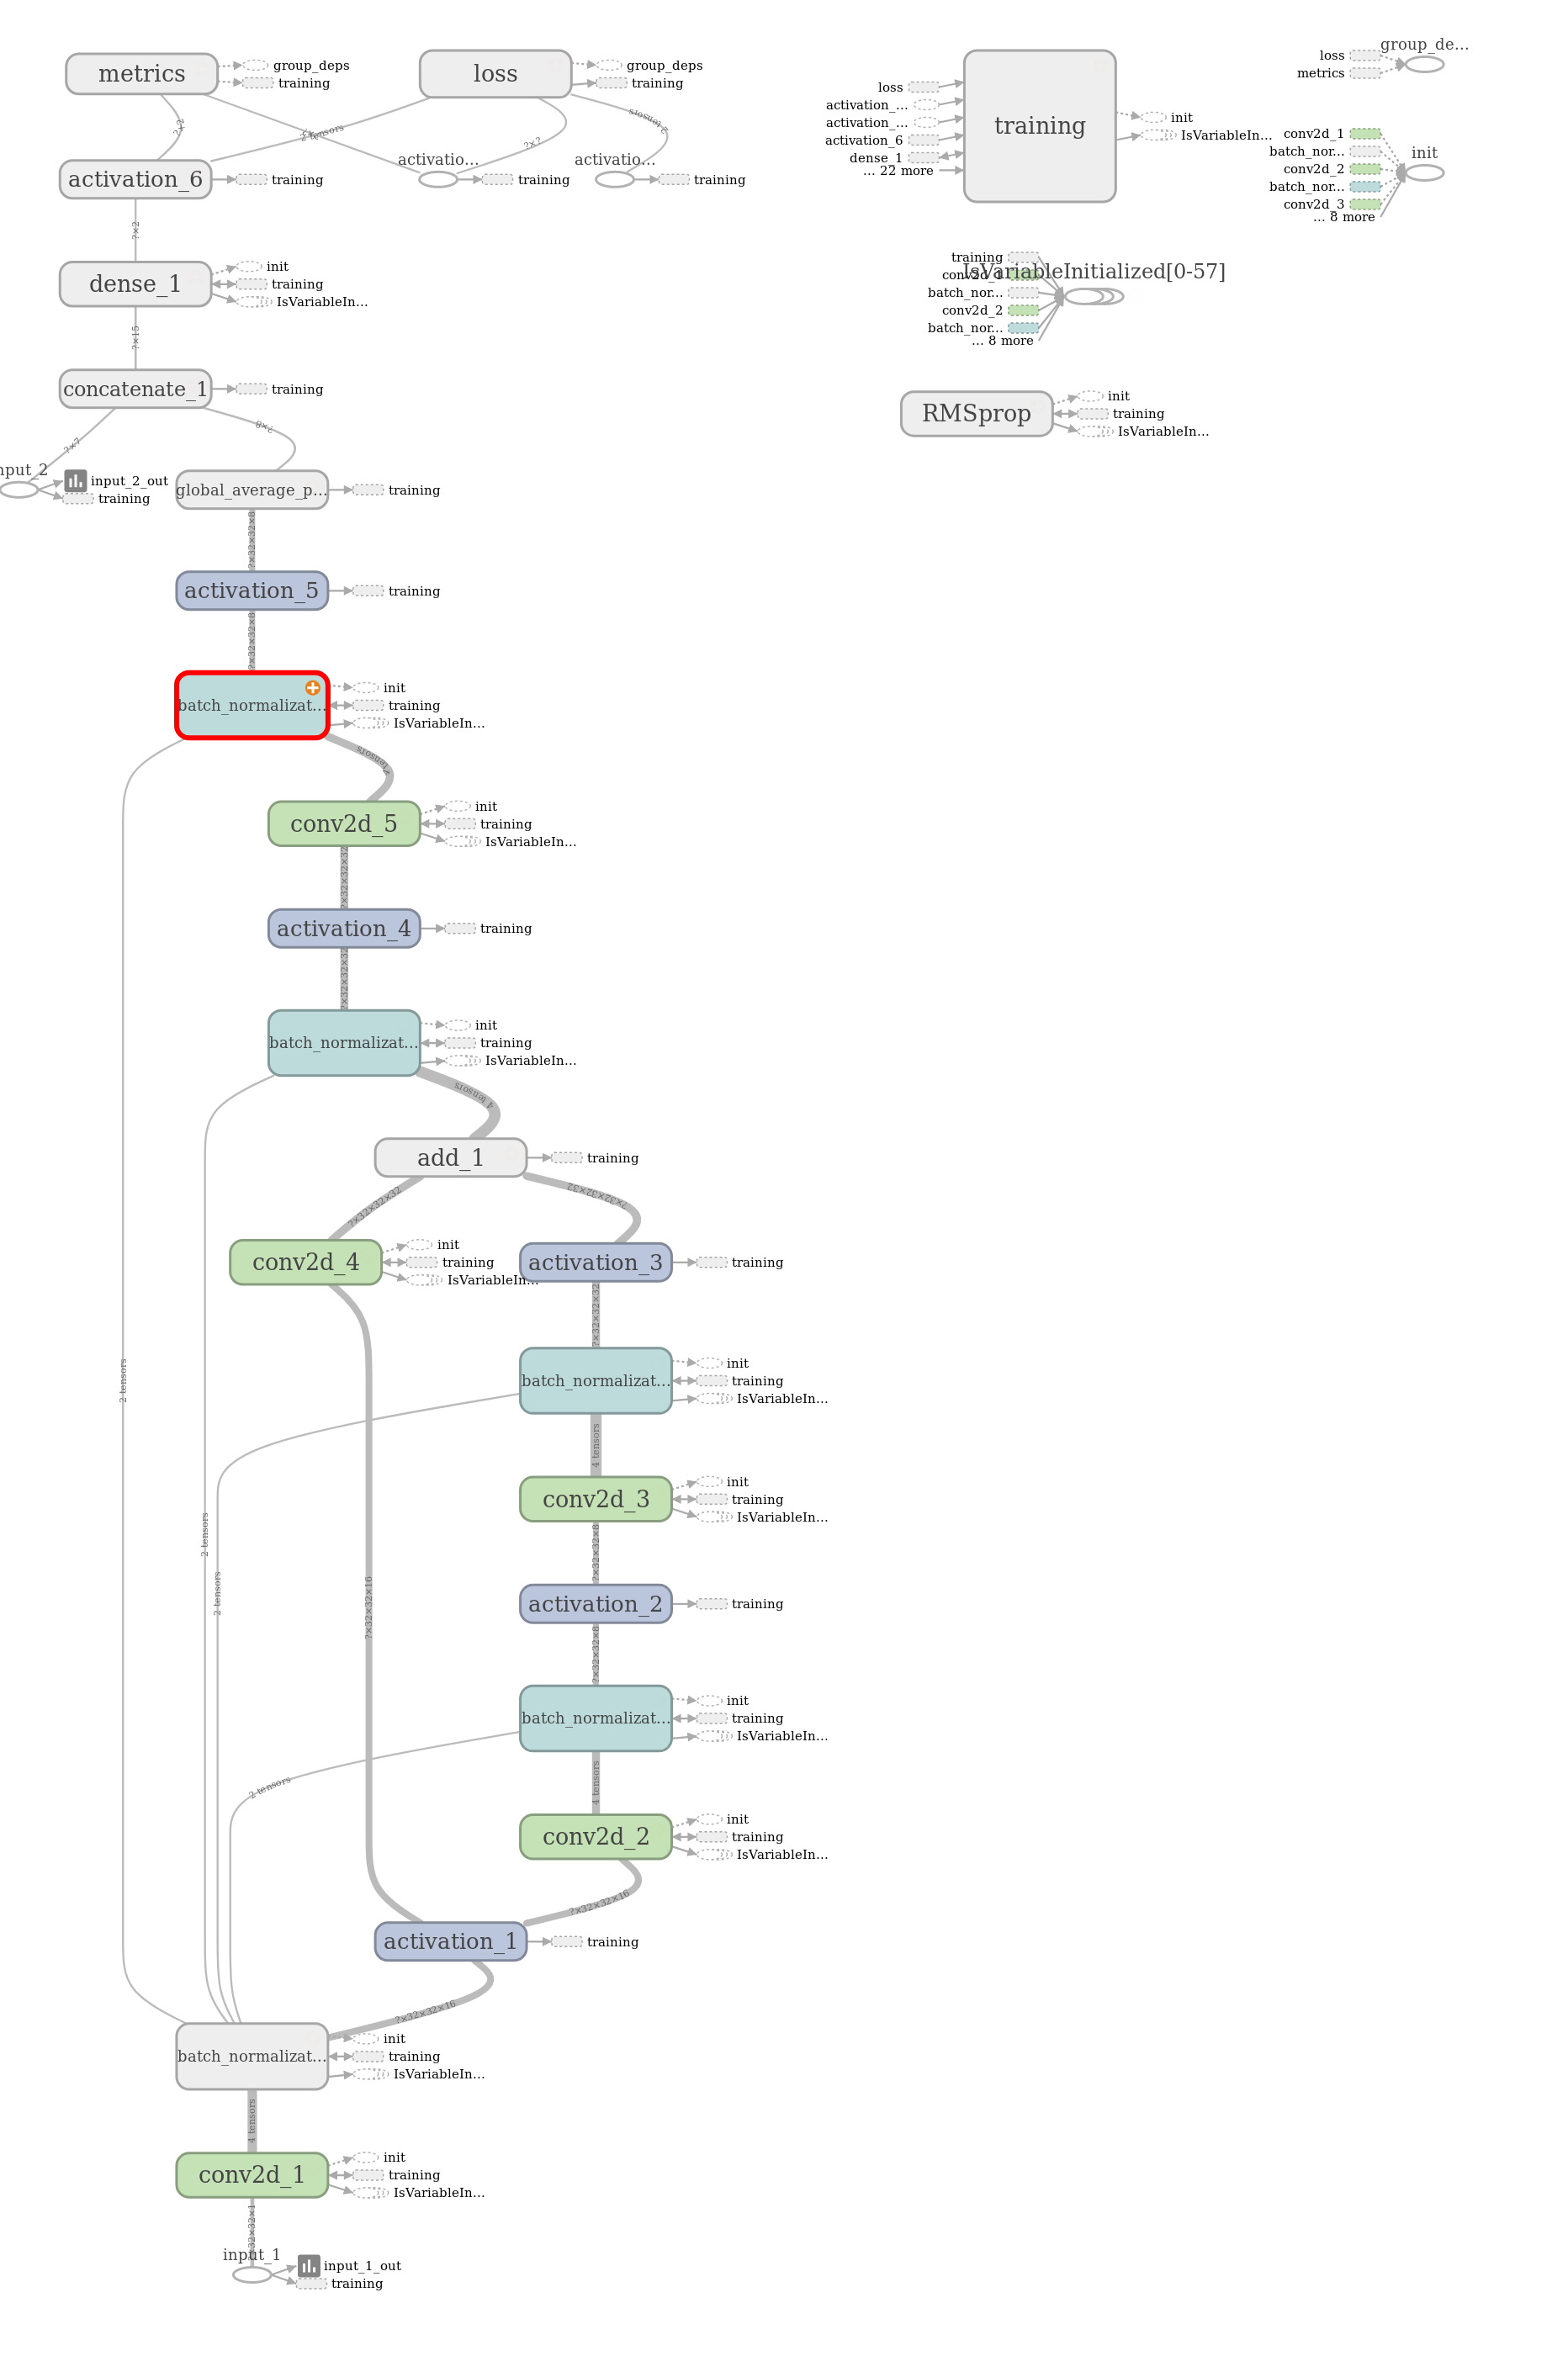 metrics
group_deps
training
loss
group_deps
training
?×2
2 tensors
?×?
2 tensors
activation_6
training
activatio...
training
activatio...
training
?×2
dense_1
init
training
IsVariableIn...
?×15
concatenate_1
training
?×7
?×8
input_2_out
training
global_average_p...
training
?×32×32×8
activation_5
training
?×32×32×8
batch_normalizat...
init
training
IsVariableIn...
4 tensors
conv2d_5
init
training
IsVariableIn...
?×32×32×32
activation_4
training
?×32×32×32
batch_normalizat...
init
training
IsVariableIn...
4 tensors
add_1
training
?×32×32×32
?×32×32×32
conv2d_4
init
training
IsVariableIn...
activation_3
training
?×32×32×32
batch_normalizat...
init
training
IsVariableIn...
2 tensors
4 tensors
conv2d_3
init
training
IsVariableIn...
2 tensors
2 tensors
?×32×32×8
?×32×32×16
activation_2
training
?×32×32×8
batch_normalizat...
init
training
IsVariableIn...
2 tensors
4 tensors
conv2d_2
init
training
IsVariableIn...
?×32×32×16
activation_1
training
?×32×32×16
batch_normalizat...
init
training
IsVariableIn...
4 tensors
conv2d_1
init
training
IsVariableIn...
input_1
input_1_out
training
loss
activation_...
activation_...
activation_6
dense_1
... 22 more
training
init
IsVariableIn...
loss
metrics
group_de...
conv2d_1
batch_nor...
conv2d_2
batch_nor...
conv2d_3
... 8 more
init
training
conv2d_1
batch_nor...
conv2d_2
batch_nor...
... 8 more
IsVariableInitialized[0-57]
RMSprop
init
training
IsVariableIn...